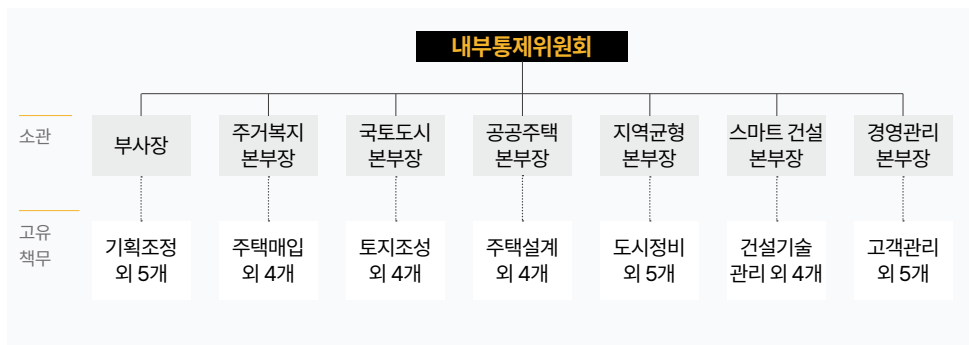 내부통제위원회
소관
부사장
주거복지
본부장
국토도시
본부장
공공주택
본부장
지역균형
본부장
스마트 건설
본부장
경영관리
본부장
고유
책무
기획조정
외 5개
주택매입
외 4개
토지조성
외 4개
주택설계
외 4개
도시정비
외 5개
건설기술
관리 외 4개
고객관리
외 5개